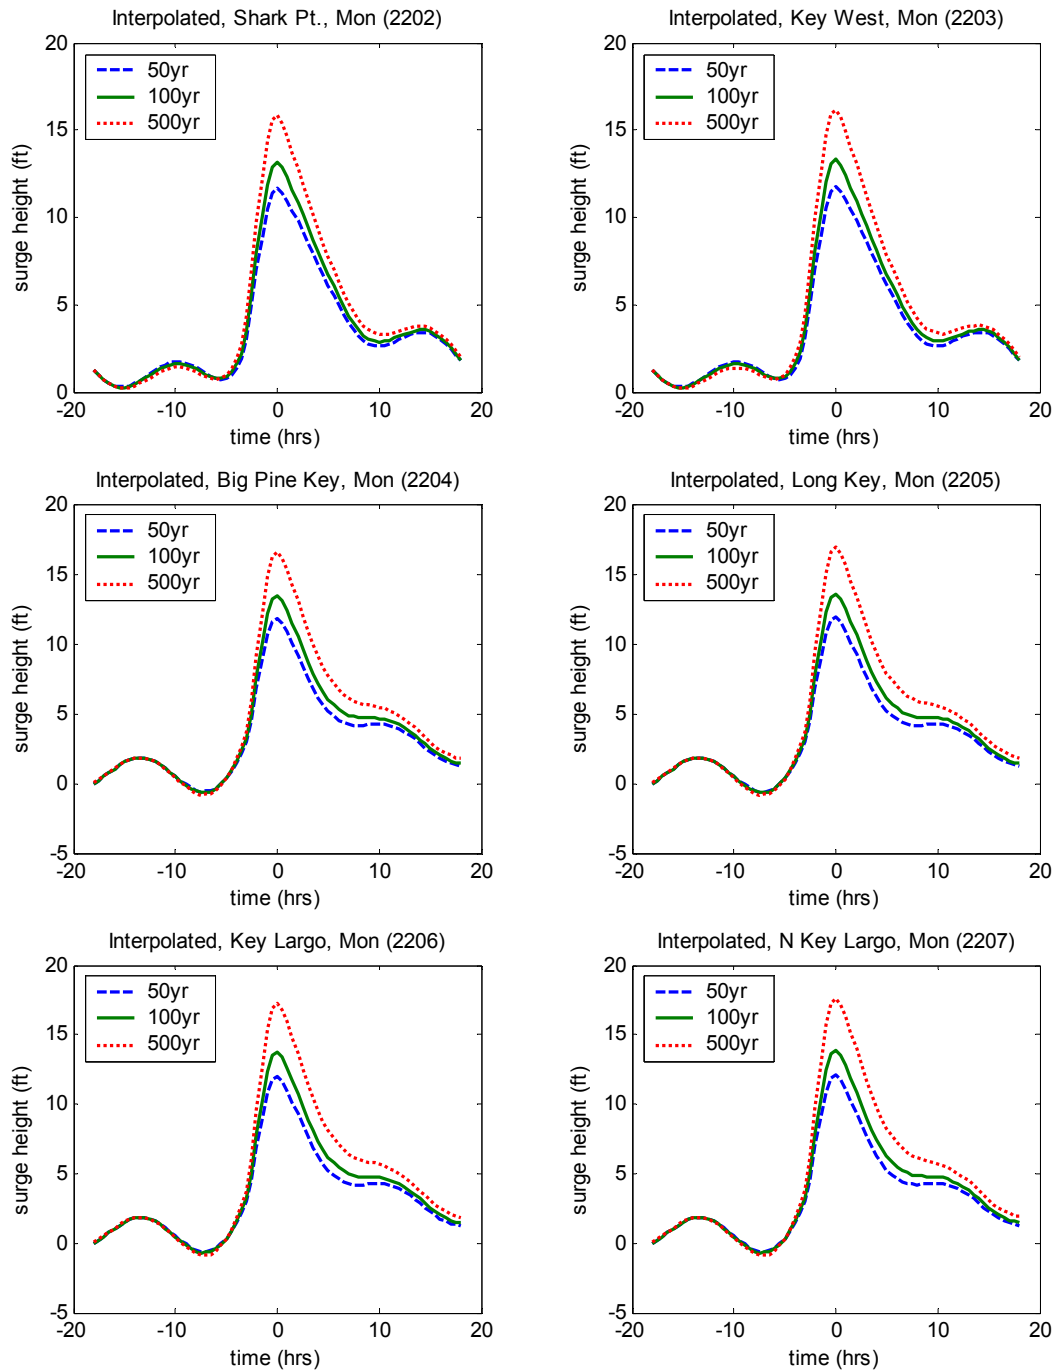 Interpolated, Shark Pt., Mon (2202)
20
15
10
5
0
surge height (ft)
50yr
100yr
500yr
-20
-10
0
10
20
time (hrs)
Interpolated, Key West, Mon (2203)
20
15
10
5
0
surge height (ft)
50yr
100yr
500yr
-20
-10
0
10
20
time (hrs)
Interpolated, Big Pine Key, Mon (2204)
20
15
10
5
0
-5
surge height (ft)
50yr
100yr
500yr
-20
-10
0
10
20
time (hrs)
Interpolated, Long Key, Mon (2205)
20
15
10
5
0
-5
surge height (ft)
50yr
100yr
500yr
-20
-10
0
10
20
time (hrs)
Interpolated, Key Largo, Mon (2206)
20
15
10
5
0
-5
surge height (ft)
50yr
100yr
500yr
-20
-10
0
10
20
time (hrs)
Interpolated, N Key Largo, Mon (2207)
20
15
10
5
0
-5
surge height (ft)
50yr
100yr
500yr
-20
-10
0
10
20
time (hrs)